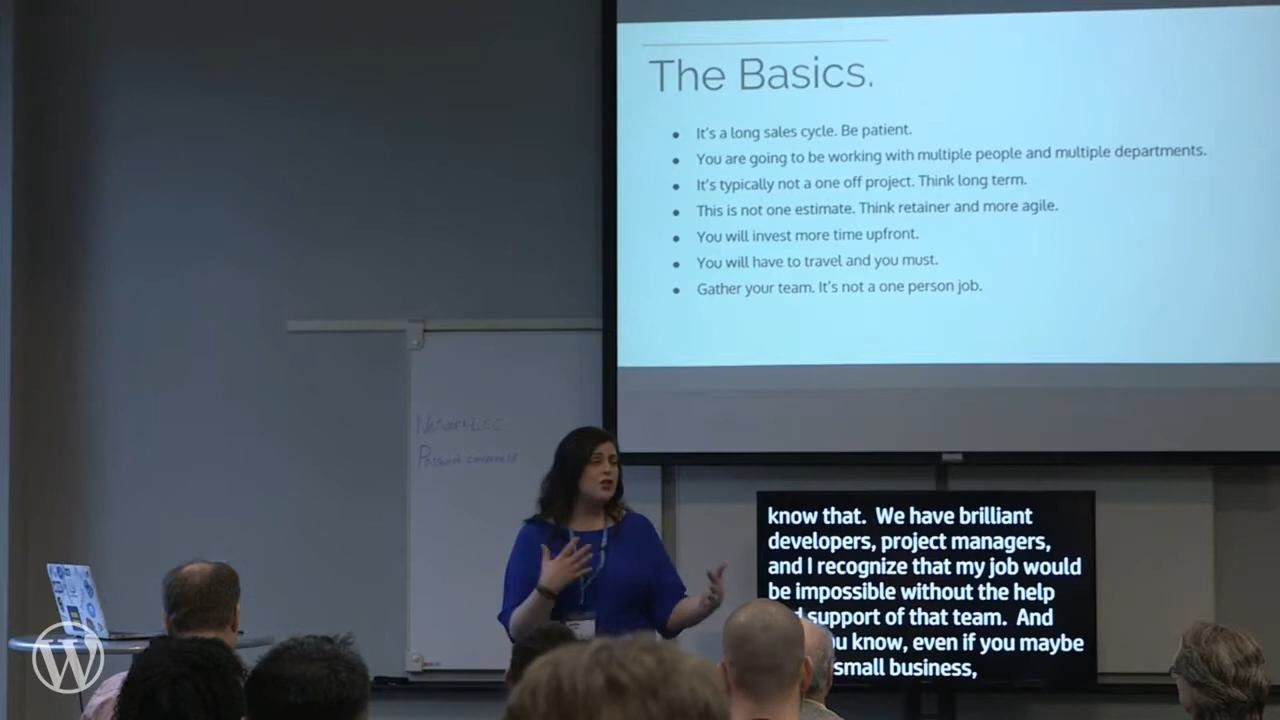 The Basics.
It's a long sales cycle. Be patient.
You are going to be working with multiple people and multiple departments.
It's typically not a one off project. Think long term.
This is not one estimate. Think retainer and more agile.
You will invest more time upfront.
You will have to travel and you must.
Gather your team. It's not a one person job.
know that. We have brilliant
developers, project managers,
and I recognize that my job would
be impossible without the help
support of that team. And
know, even if you maybe
small business,